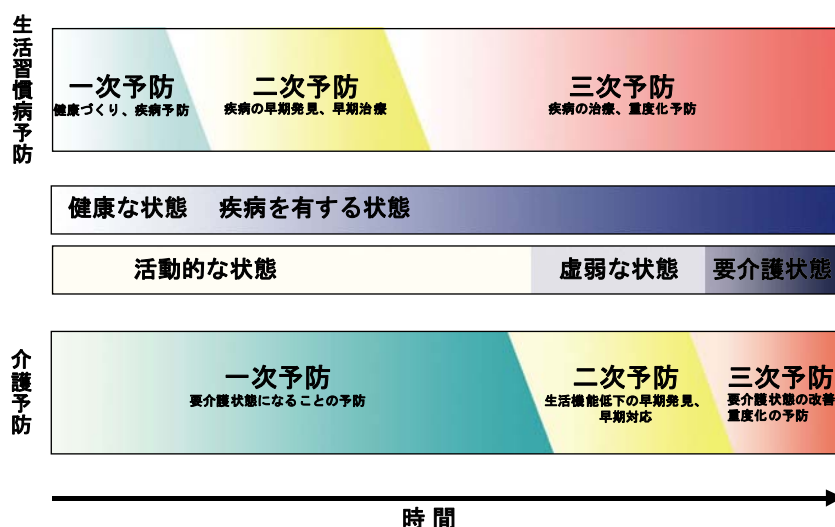 生活習慣病予防
一次予防
健康づくり、疾病予防
二次予防
疾病の早期発見、早期治療
三次予防
疾病の治療、重度化予防
健康な状態 疾病を有する状態
活動的な状態
虚弱な状態
要介護状態
介護予防
一次予防
要介護状態になることの予防
二次予防
生活機能低下の早期発見、
早期対応
三次予防
要介護状態の改善
重度化の予防
時間